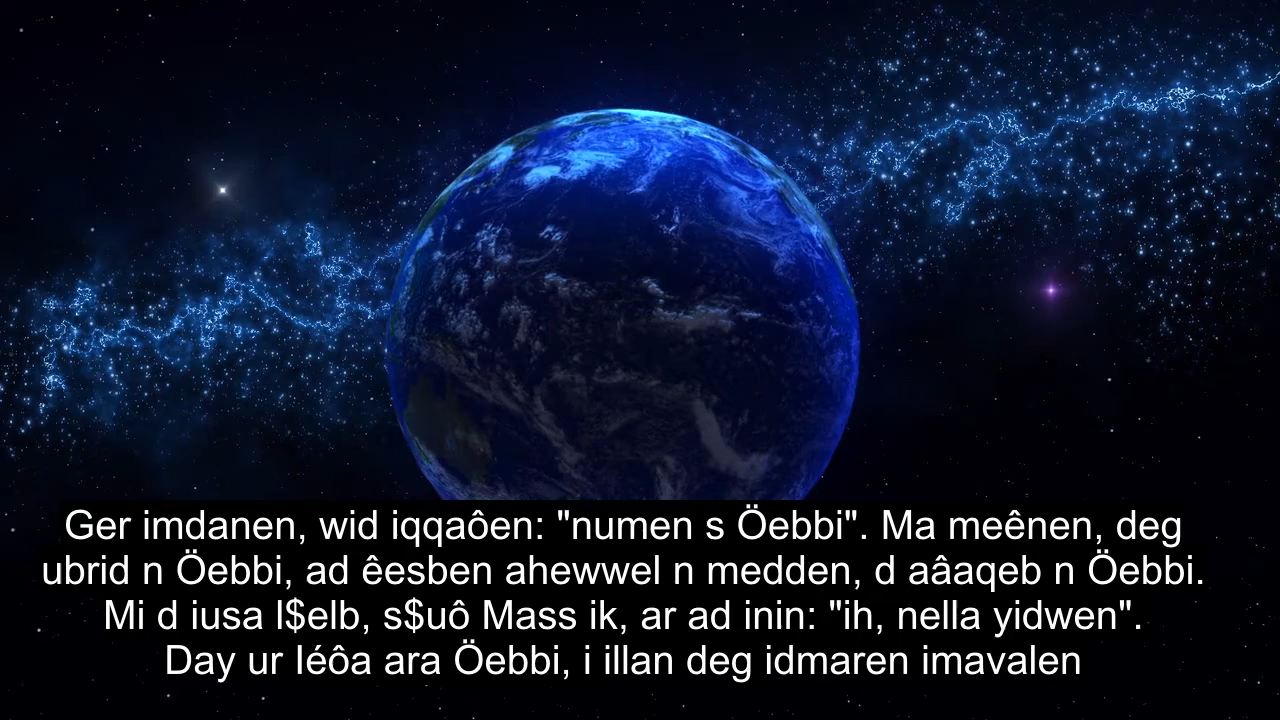 Ger imdanen, wid iqqaôen: "numen s Öebbi". Ma meênen, deg
ubrid n Öebbi, ad êesben ahewwel n medden, d aâaqeb n Öebbi.
Mi d iusa l$elb, s$uô Mass ik, ar ad inin: "ih, nella yidwen".
Day ur Iéôa ara Öebbi, i illan deg idmaren imavalen